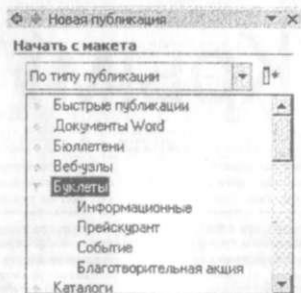 Новая публикация
Начать с макета
По типу публикации
Быстрые публикации
Документы Word
Бюллетени
Веб-узлы
Буклеты
Информационные
Прейскурант
Событие
Благотворительная акция
Каталоги